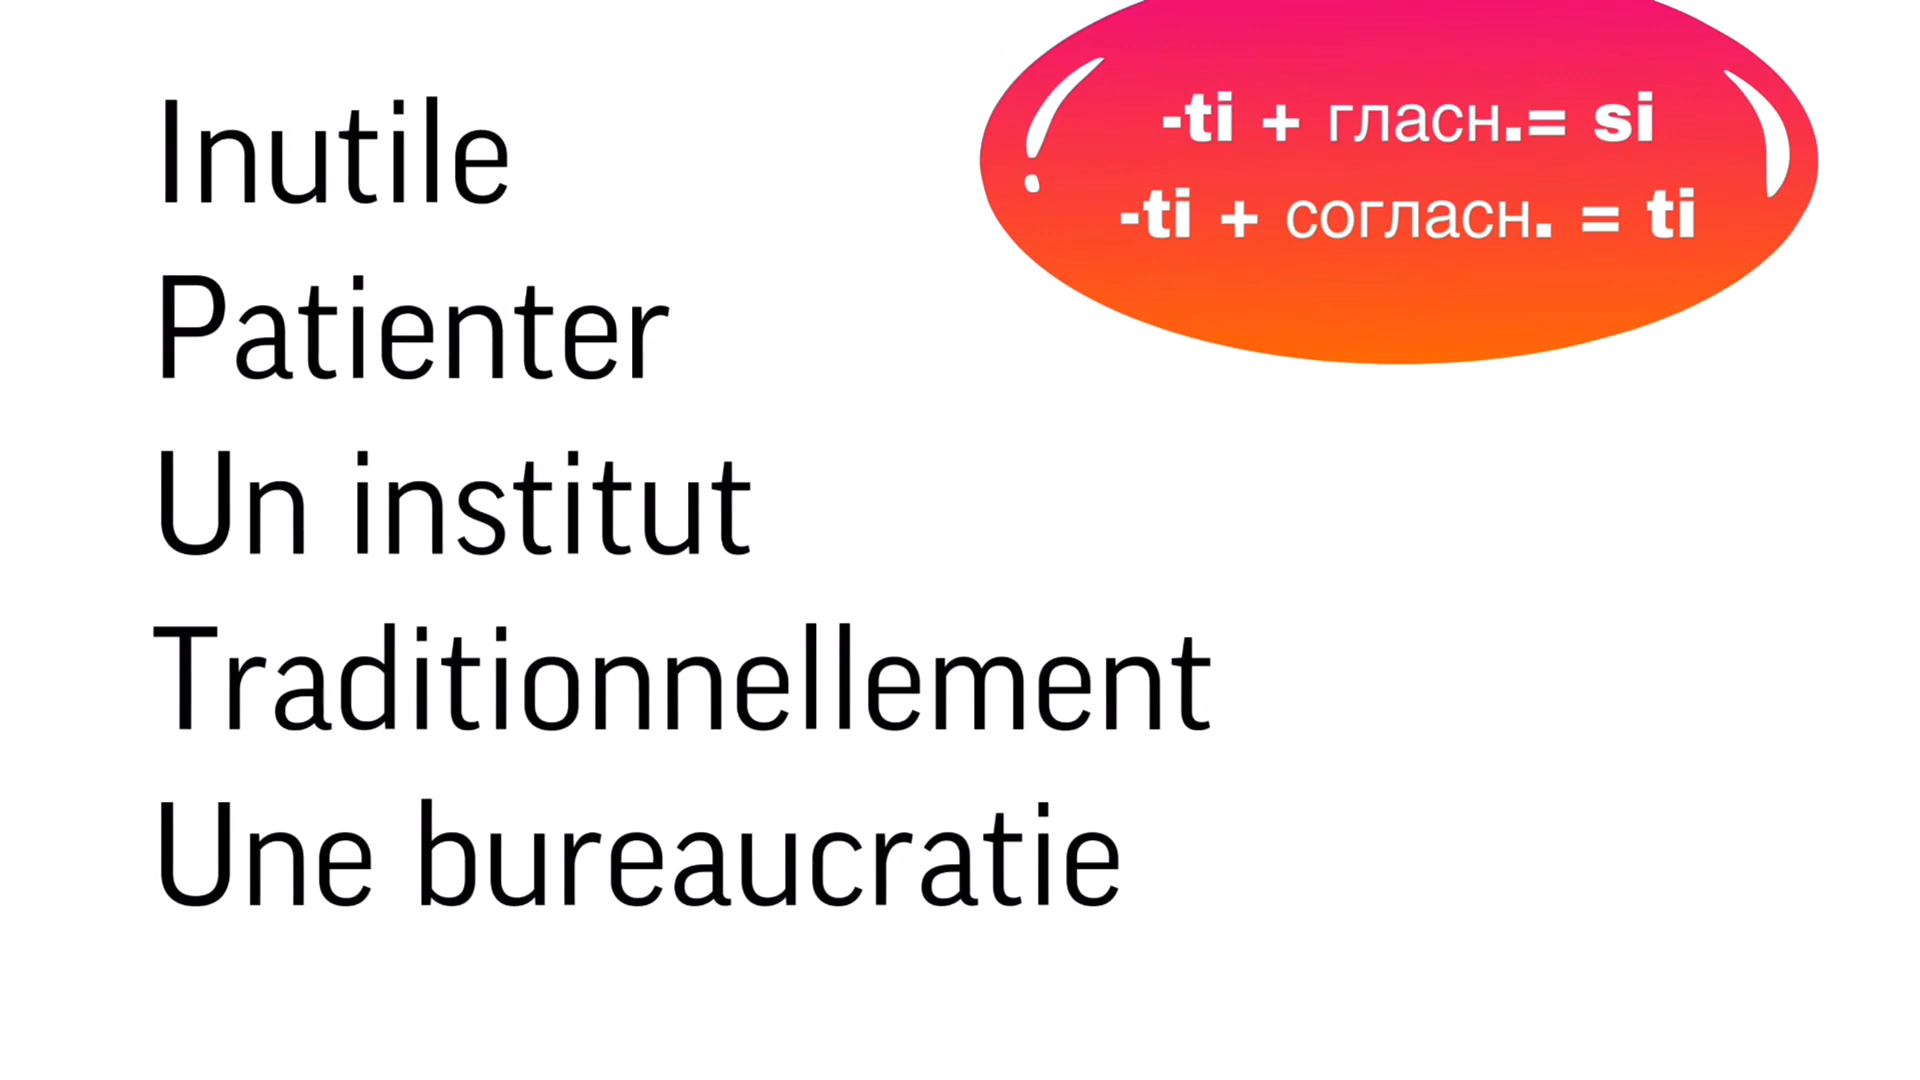 -ti + гласн.= si
-ti + согласн. = ti
Inutile
Patienter
Un institut
Traditionnellement
Une bureaucratie